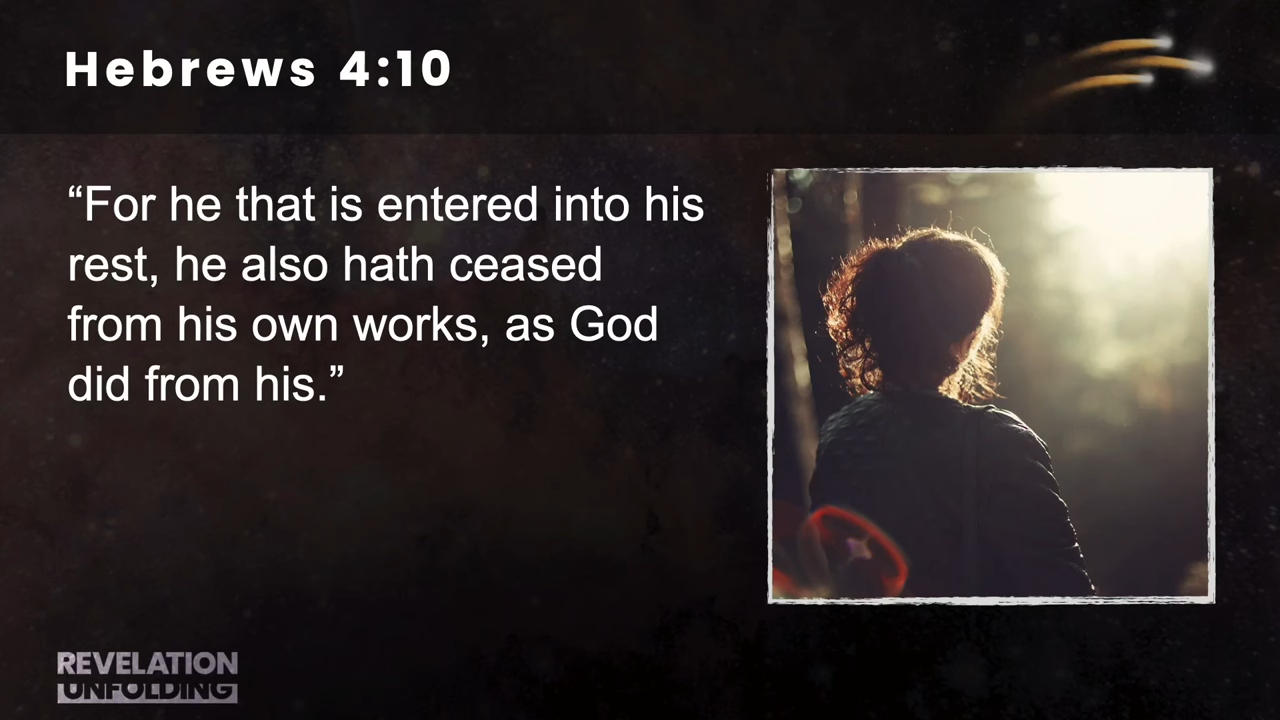 Hebrews 4:10
“For he that is entered into his
rest, he also hath ceased
from his own works, as God
did from his.”
REVELATION
UNFOLDING